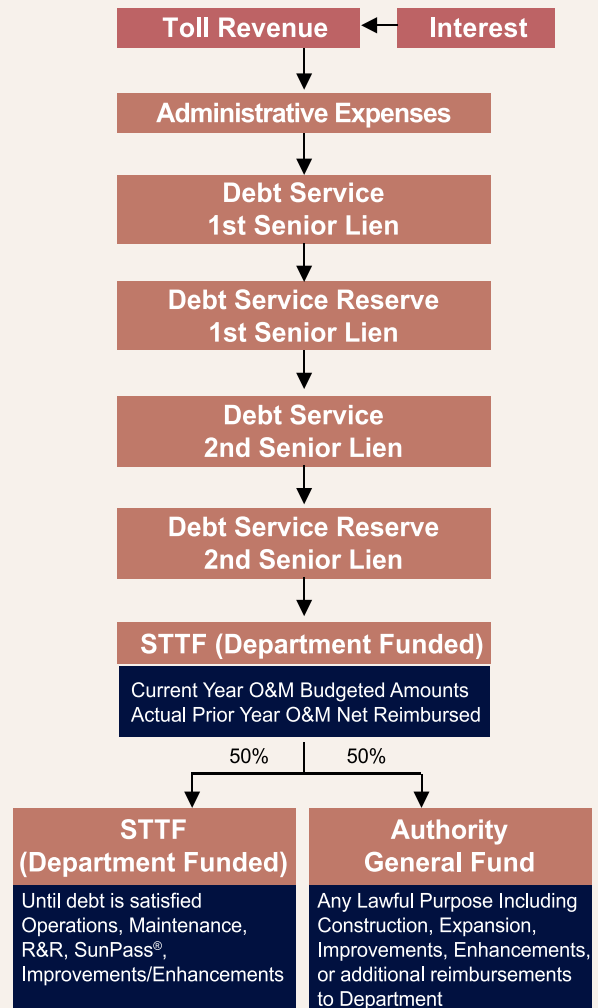 Toll Revenue
Interest
Administrative Expenses
Debt Service
1st Senior Lien
Debt Service Reserve
1st Senior Lien
Debt Service
2nd Senior Lien
Debt Service Reserve
2nd Senior Lien
STTF (Department Funded)
Current Year O&M Budgeted Amounts
Actual Prior Year O&M Net Reimbursed
50%
50%
STTF
(Department Funded)
Until debt is satisfied
Operations, Maintenance,
R&R, SunPass®,
Improvements/Enhancements
Authority
General Fund
Any Lawful Purpose Including
Construction, Expansion,
Improvements, Enhancements,
or additional reimbursements
to Department